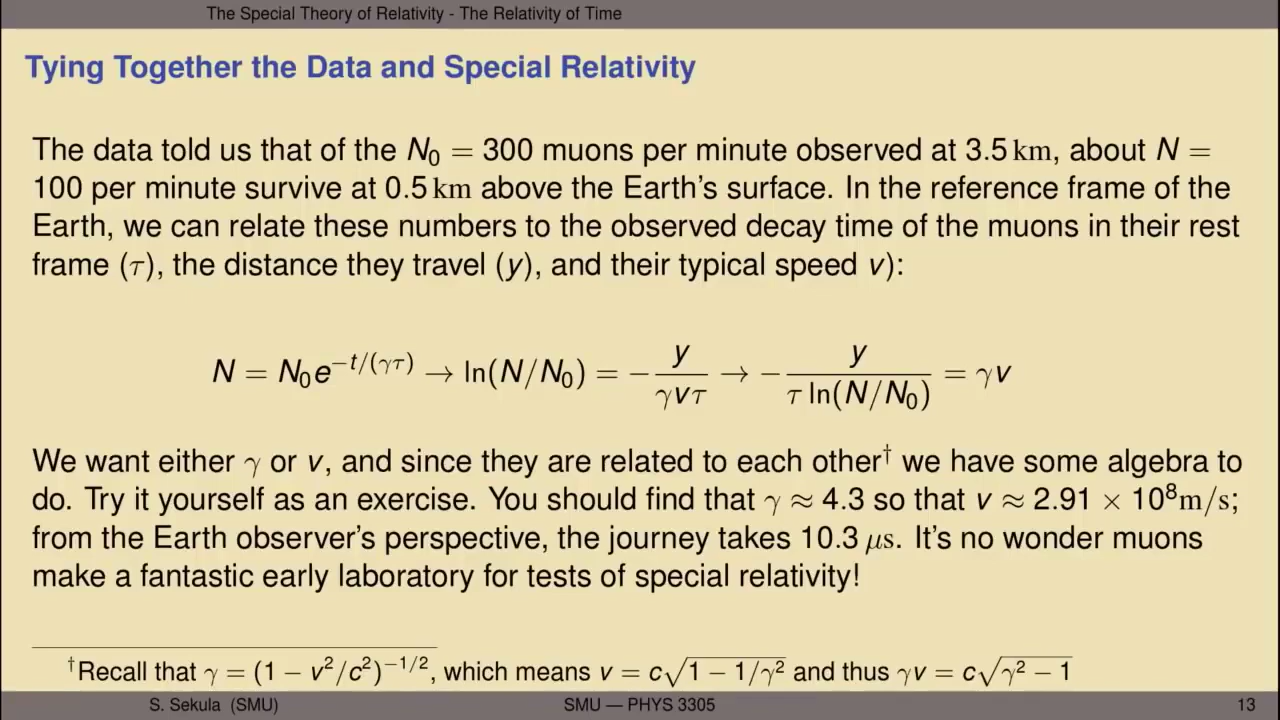 The Special Theory of Relativity - The Relativity of Time
Tying Together the Data and Special Relativity
The data told us that of the N₀ = 300 muons per minute observed at 3.5 km, about N =
100 per minute survive at 0.5 km above the Earth's surface. In the reference frame of the
Earth, we can relate these numbers to the observed decay time of the muons in their rest
frame (τ), the distance they travel (y), and their typical speed v):
N = N₀e^{−t/(γτ)} → ln(N/N₀) = − y/(γvτ) → − y/(τ ln(N/N₀)) = γv
We want either γ or v, and since they are related to each other† we have some algebra to
do. Try it yourself as an exercise. You should find that γ ≈ 4.3 so that v ≈ 2.91 × 10⁸m/s;
from the Earth observer's perspective, the journey takes 10.3 μs. It's no wonder muons
make a fantastic early laboratory for tests of special relativity!
†Recall that γ = (1 − v²/c²)^{−1/2}, which means v = c√(1 − 1/γ²) and thus γv = c√(γ² − 1)
S. Sekula (SMU) SMU — PHYS 3305 13